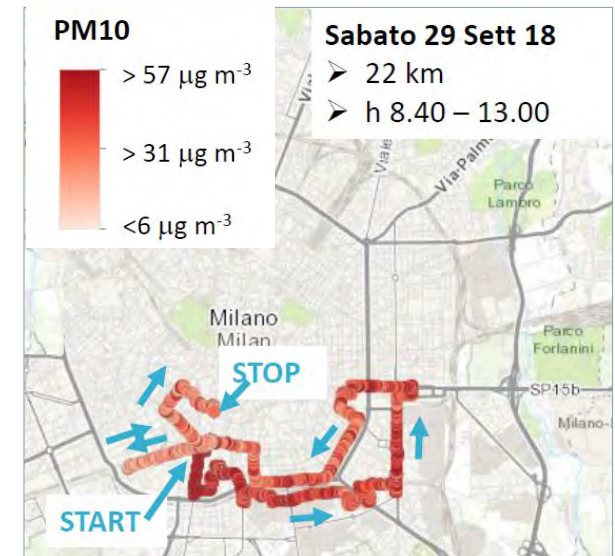 PM10
> 57 µg m-3
> 31 µg m-3
<6 µg m-3
Sabato 29 Sett 18
➢ 22 km
➢ h 8.40 – 13.00
Via-Palm
Viale
Parco
Lambro
Milano
Milan
Parco
Forlanini
STOP
SP15b
Milano-
START